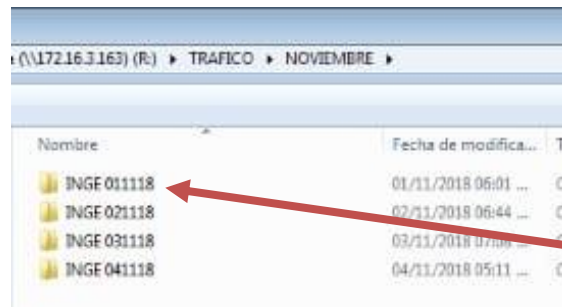 (\\172.16.3.163) (R:) ▸ TRAFICO ▸ NOVIEMBRE ▸
Nombre Fecha de modifica...
INGE 011118 01/11/2018 06:01 ...
INGE 021118 02/11/2018 06:44 ...
INGE 031118 03/11/2018 ...
INGE 041118 04/11/2018 05:11 ...